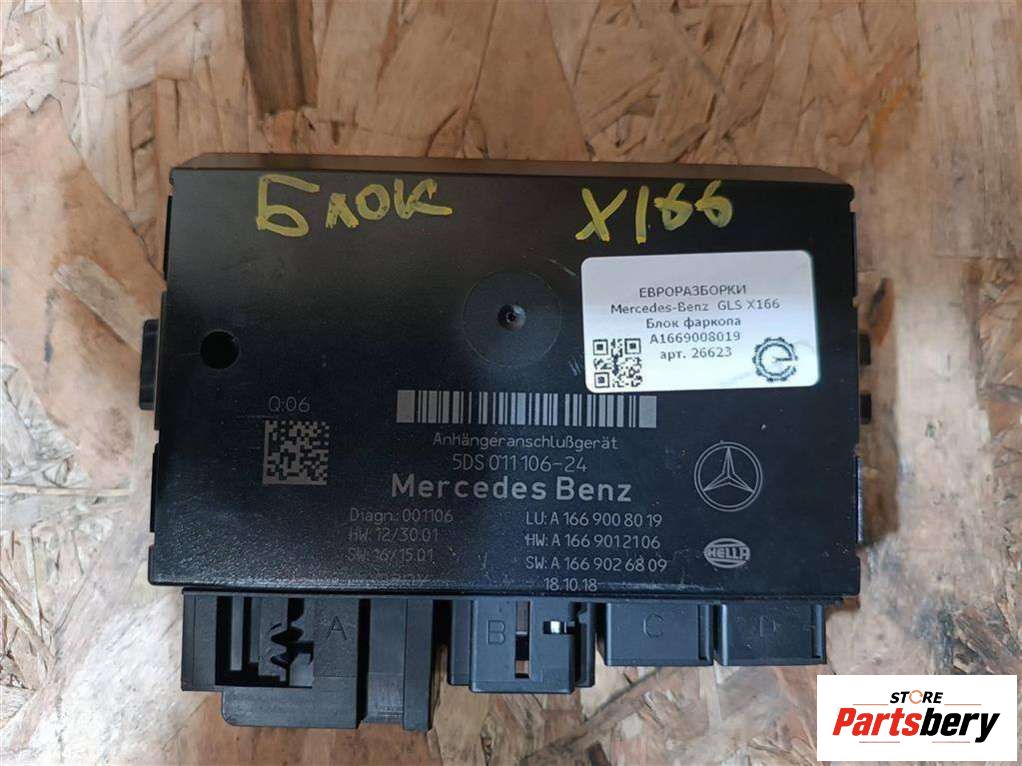 Блок X166
ЕВРОРАЗБОРКИ
Mercedes-Benz GLS X166
Блок фаркопа
A1669008019
арт. 26623
Q:06
Anhängeranschlußgerät
5DS 011 106-24
Mercedes Benz
Diagn.:001106
HW: 12/30.01
SW: 16/15.01
LU: A 166 900 80 19
HW: A 166 901 21 06
SW: A 166 902 68 09
18.10.18
HELLA
A B C D
STORE
Partsbery